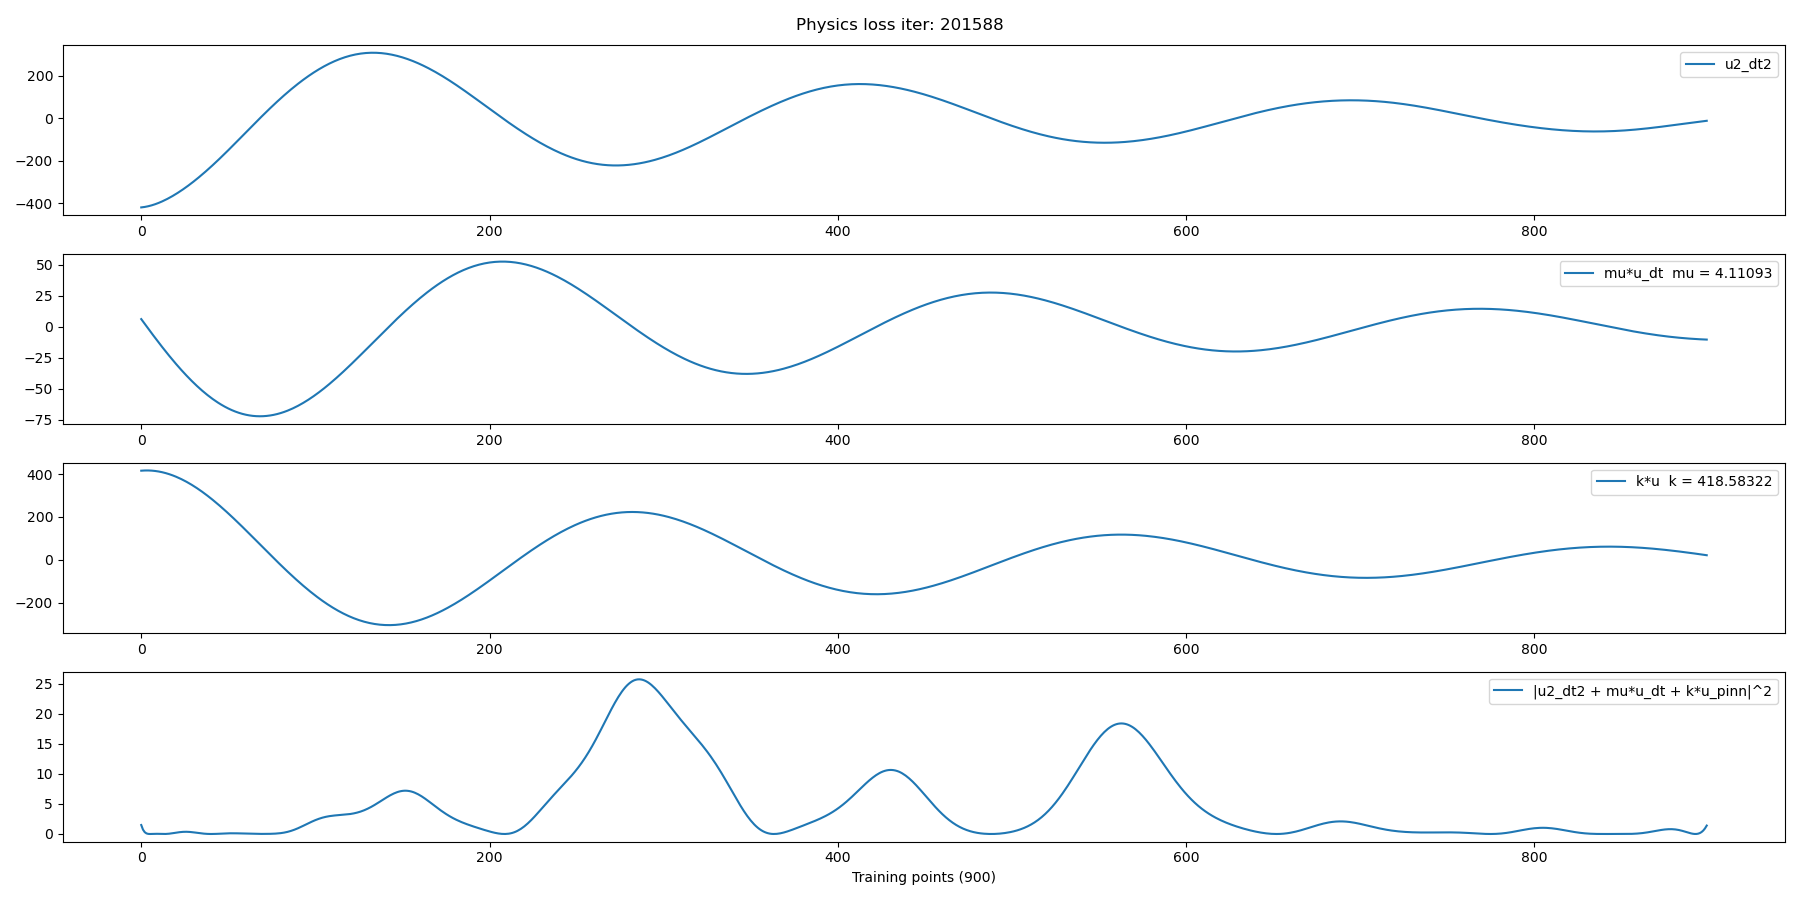 Physics loss iter: 201588
200
0
−200
−400
u2_dt2
0 200 400 600 800
50
25
0
−25
−50
−75
mu*u_dt  mu = 4.11093
0 200 400 600 800
400
200
0
−200
k*u  k = 418.58322
0 200 400 600 800
25
20
15
10
5
0
|u2_dt2 + mu*u_dt + k*u_pinn|^2
0 200 400 600 800
Training points (900)